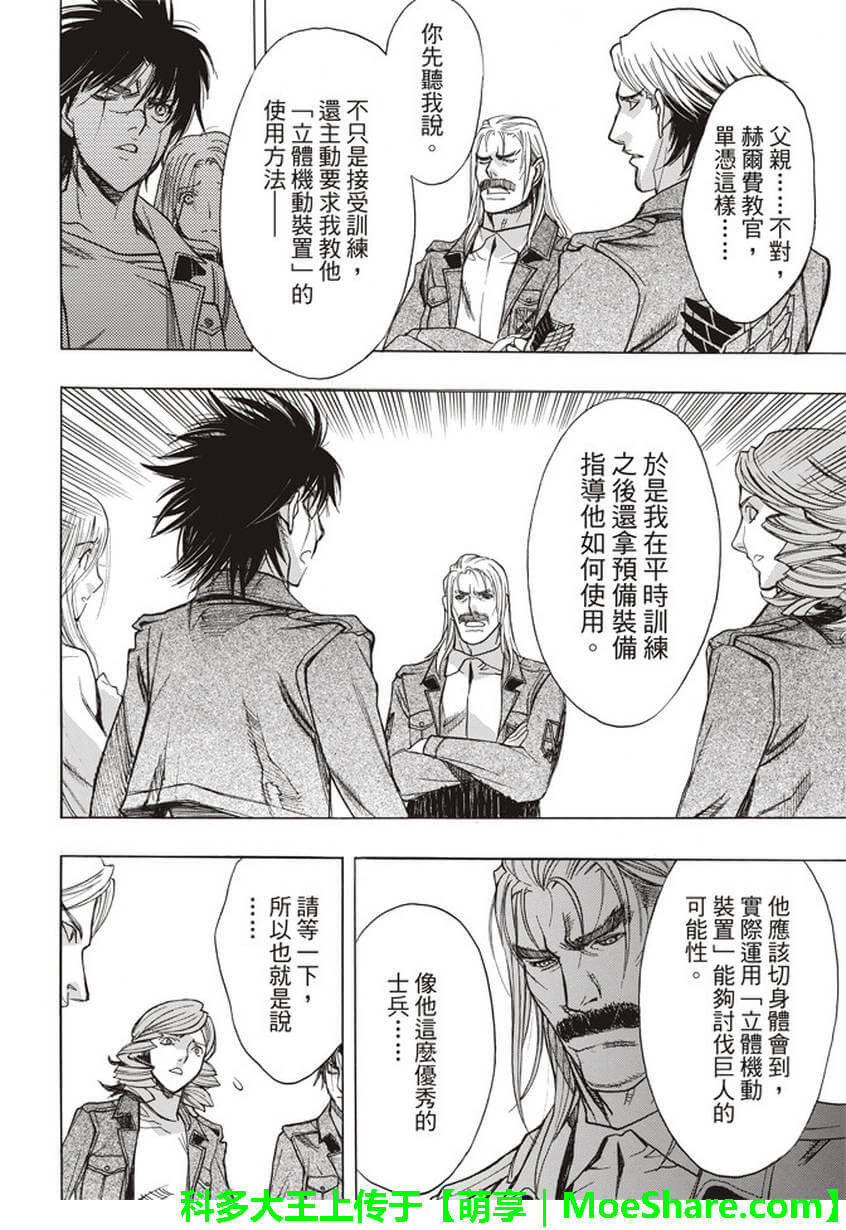 父親……不對，
赫爾費教官，
單憑這樣……
你先聽我說。
不只是接受訓練，
還主動要求我教他
「立體機動裝置」的
使用方法——
於是我在平時訓練
之後還拿預備裝備
指導他如何使用。
他應該切身體會到，
實際運用「立體機動
裝置」能夠討伐巨人的
可能性。
像他這麼優秀的
士兵……
請等一下，
所以也就是說
……
科多大王上传于【萌享】MoeShare.com】